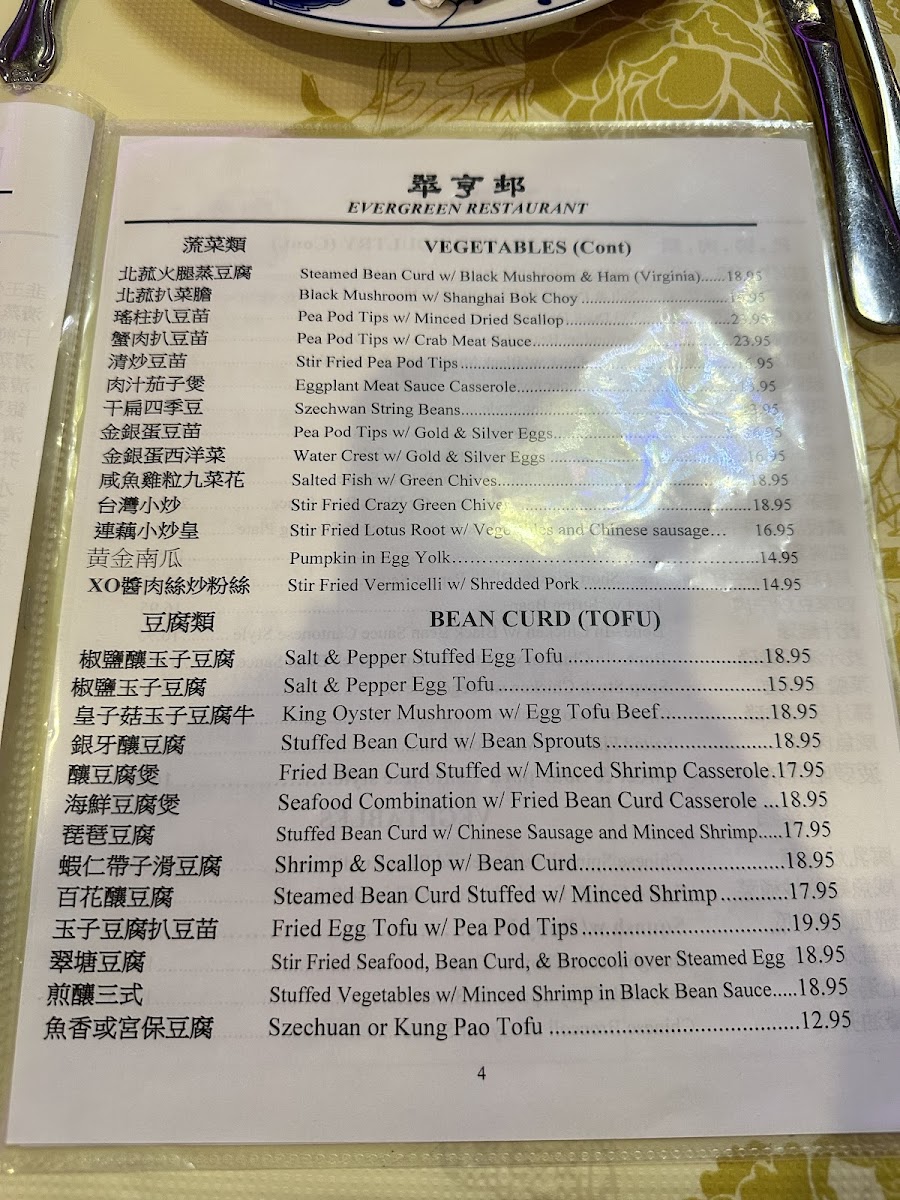 翠亨邨
EVERGREEN RESTAURANT
蔬菜類 VEGETABLES (Cont)
北菰火腿蒸豆腐 Steamed Bean Curd w/ Black Mushroom & Ham (Virginia)......18.95
北菰扒菜膽 Black Mushroom w/ Shanghai Bok Choy
瑤柱扒豆苗 Pea Pod Tips w/ Minced Dried Scallop
蟹肉扒豆苗 Pea Pod Tips w/ Crab Meat Sauce...23.95
清炒豆苗 Stir Fried Pea Pod Tips
肉汁茄子煲 Eggplant Meat Sauce Casserole
干扁四季豆 Szechwan String Beans
金銀蛋豆苗 Pea Pod Tips w/ Gold & Silver Eggs
金銀蛋西洋菜 Water Crest w/ Gold & Silver Eggs ...16.95
咸魚雞粒九菜花 Salted Fish w/ Green Chives...18.95
台灣小炒 Stir Fried Crazy Green Chive...18.95
連藕小炒皇 Stir Fried Lotus Root w/ and Chinese sausage… 16.95
黃金南瓜 Pumpkin in Egg Yolk...14.95
XO醬肉絲炒粉絲 Stir Fried Vermicelli w/ Shredded Pork ...14.95
豆腐類 BEAN CURD (TOFU)
椒鹽釀玉子豆腐 Salt & Pepper Stuffed Egg Tofu ...18.95
椒鹽玉子豆腐 Salt & Pepper Egg Tofu...15.95
皇子菇玉子豆腐牛 King Oyster Mushroom w/ Egg Tofu Beef...18.95
銀牙釀豆腐 Stuffed Bean Curd w/ Bean Sprouts ...18.95
釀豆腐煲 Fried Bean Curd Stuffed w/ Minced Shrimp Casserole.17.95
海鮮豆腐煲 Seafood Combination w/ Fried Bean Curd Casserole ...18.95
琵琶豆腐 Stuffed Bean Curd w/ Chinese Sausage and Minced Shrimp.....17.95
蝦仁帶子滑豆腐 Shrimp & Scallop w/ Bean Curd...18.95
百花釀豆腐 Steamed Bean Curd Stuffed w/ Minced Shrimp ...17.95
玉子豆腐扒豆苗 Fried Egg Tofu w/ Pea Pod Tips...19.95
翠塘豆腐 Stir Fried Seafood, Bean Curd, & Broccoli over Steamed Egg 18.95
煎釀三式 Stuffed Vegetables w/ Minced Shrimp in Black Bean Sauce.....18.95
魚香或宮保豆腐 Szechuan or Kung Pao Tofu ...12.95
4